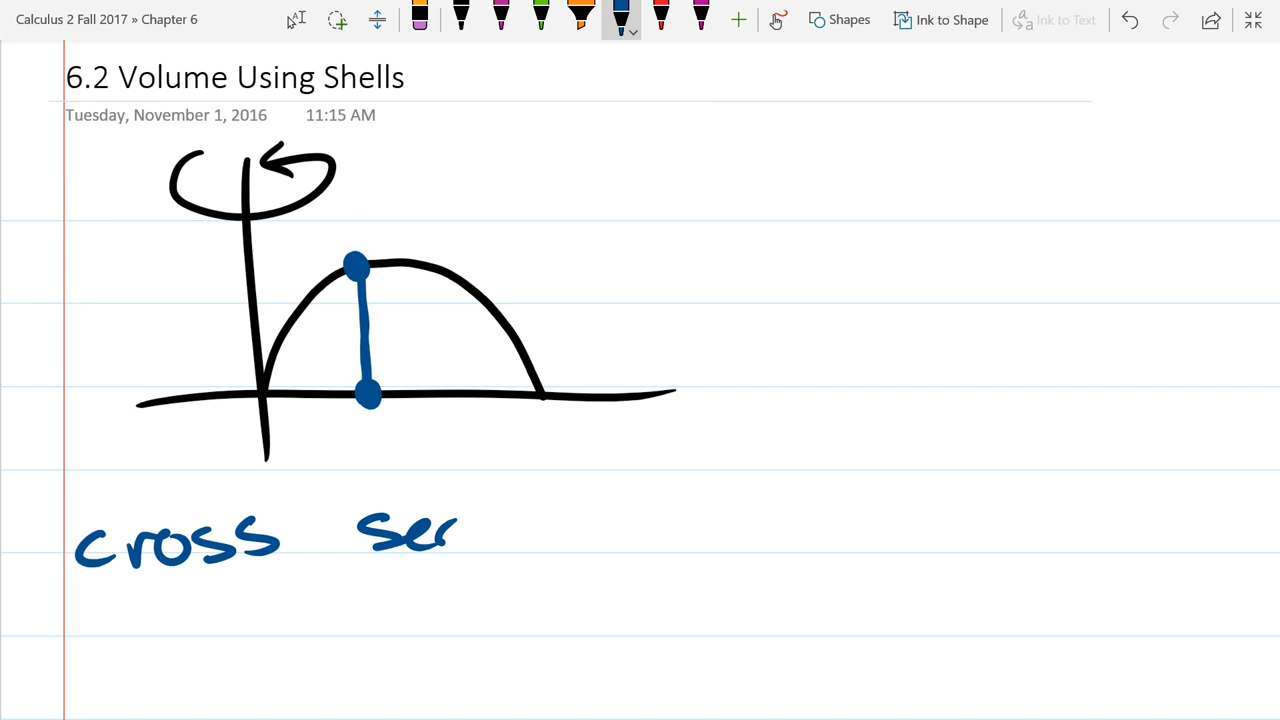 Calculus 2 Fall 2017 » Chapter 6
Shapes
Ink to Shape
Ink to Text
6.2 Volume Using Shells
Tuesday, November 1, 2016 11:15 AM
cross sec